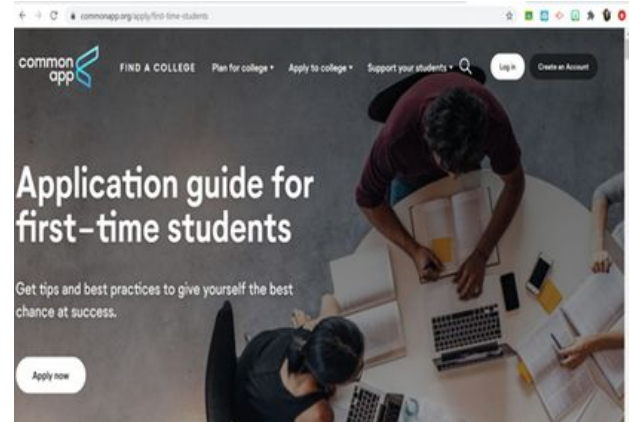 commonapp.org/apply/first-time-students
common app
FIND A COLLEGE Plan for college Apply to college Support your students Log in Create an Account
Application guide for
first-time students
Get tips and best practices to give yourself the best
chance at success.
Apply now